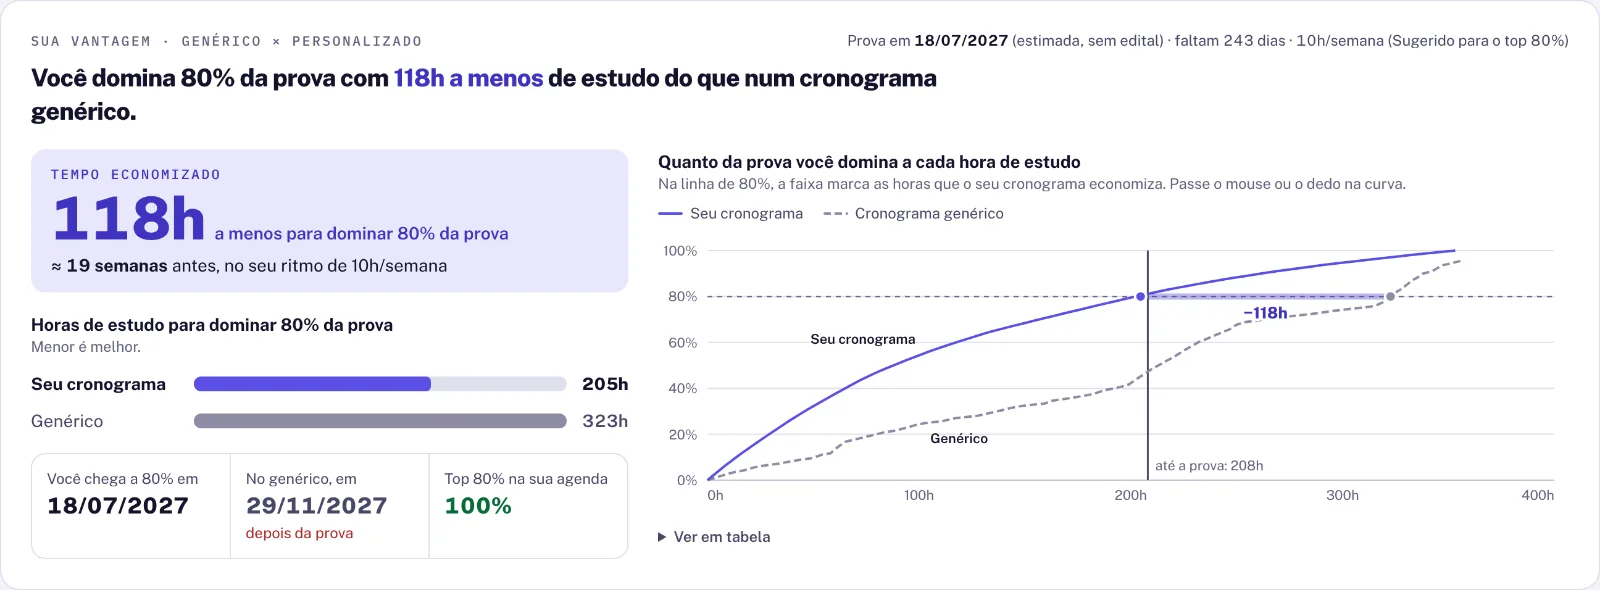 SUA VANTAGEM · GENÉRICO × PERSONALIZADO
Prova em 18/07/2027 (estimada, sem edital) · faltam 243 dias · 10h/semana (Sugerido para o top 80%)
Você domina 80% da prova com 118h a menos de estudo do que num cronograma
genérico.
TEMPO ECONOMIZADO
118h a menos para dominar 80% da prova
≈ 19 semanas antes, no seu ritmo de 10h/semana
Horas de estudo para dominar 80% da prova
Menor é melhor.
Seu cronograma 205h
Genérico 323h
Você chega a 80% em
18/07/2027
No genérico, em
29/11/2027
depois da prova
Top 80% na sua agenda
100%
Quanto da prova você domina a cada hora de estudo
Na linha de 80%, a faixa marca as horas que o seu cronograma economiza. Passe o mouse ou o dedo na curva.
Seu cronograma Cronograma genérico
100%
80%
−118h
60%
Seu cronograma
40%
20%
Genérico
até a prova: 208h
0%
0h 100h 200h 300h 400h
▶ Ver em tabela